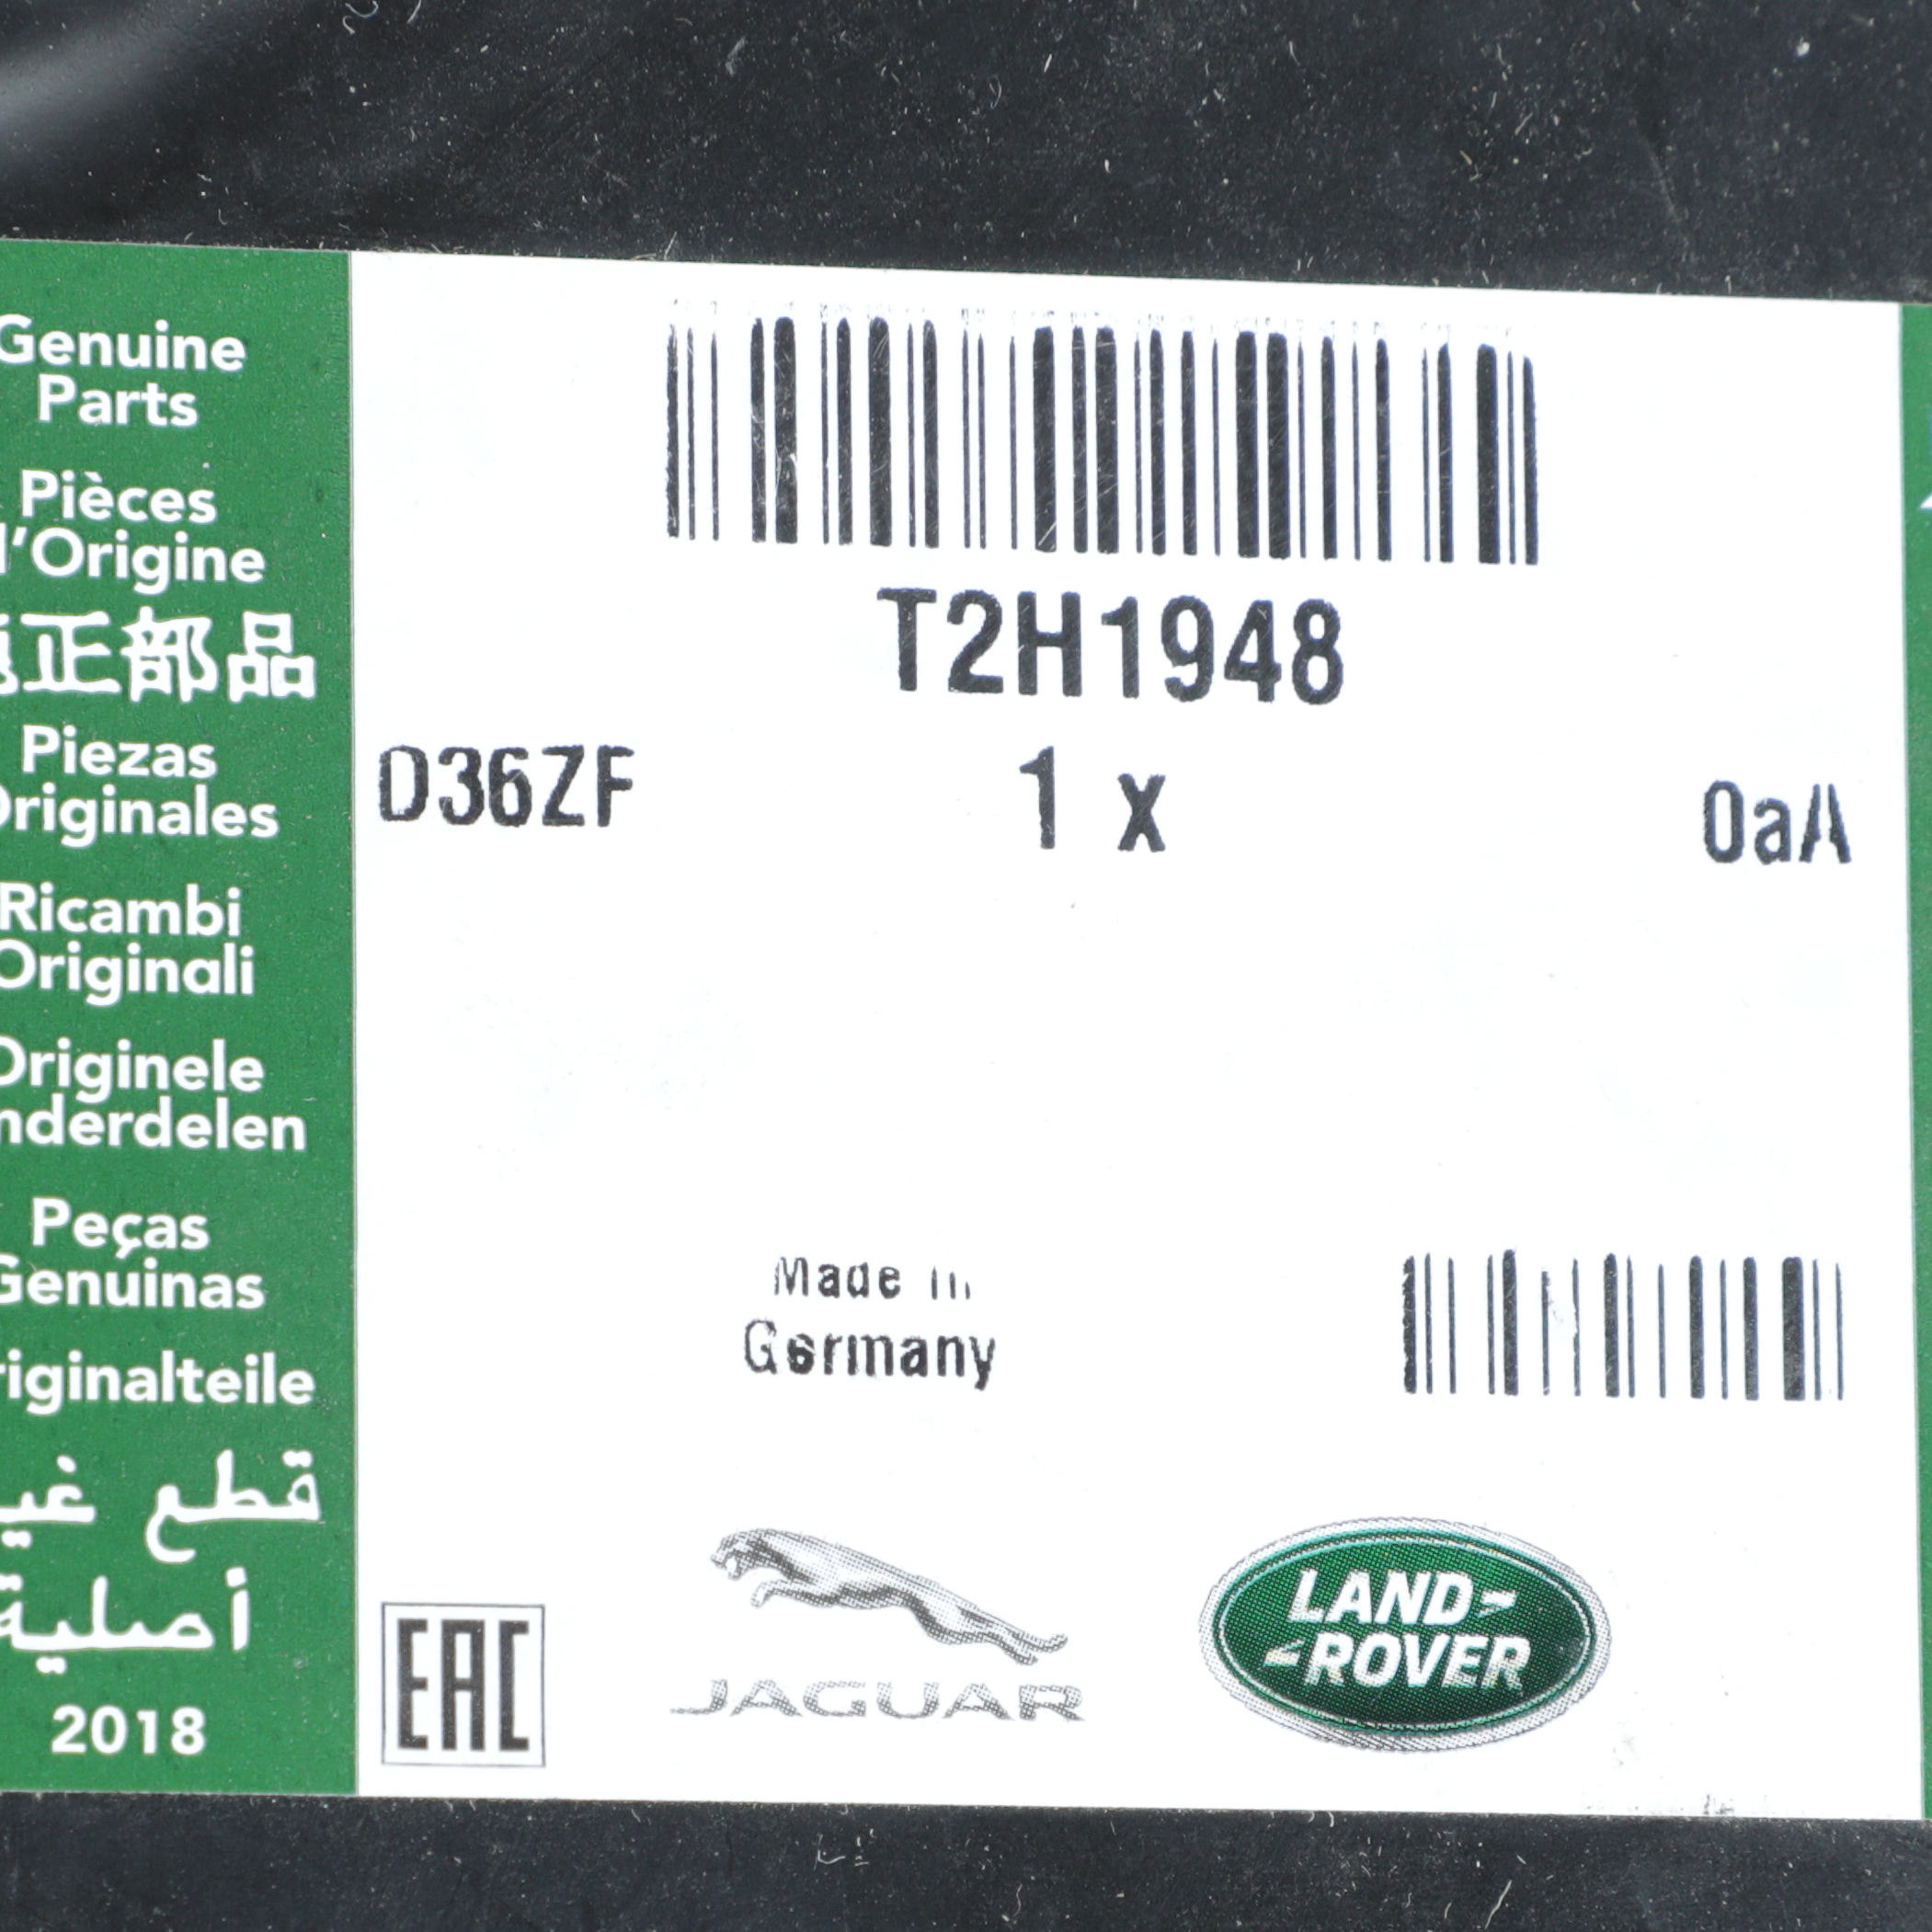 Genuine
Parts
Pièces
d'Origine
正部品
Piezas
Originales
Ricambi
Originali
Originele
nderdelen
Peças
Genuinas
riginalteile
قطع غي
أصلية
2018
T2H1948
D36ZF 1 x 0aA
Made in
Germany
EAC
JAGUAR
LAND-
-ROVER